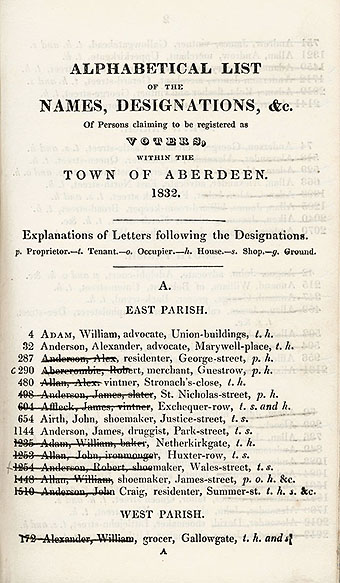 ALPHABETICAL LIST
OF THE
NAMES, DESIGNATIONS, &c.
Of Persons claiming to be registered as
VOTERS,
WITHIN THE
TOWN OF ABERDEEN.
1832.
Explanations of Letters following the Designations.
p. Proprietor.—t. Tenant.—o. Occupier.—h. House.—s. Shop.—g. Ground.
A.
EAST PARISH.
4 ADAM, William, advocate, Union-buildings, t. h.
32 Anderson, Alexander, advocate, Marywell-place, t. h.
287 Anderson, Alex, residenter, George-street, p. h.
c 290 Abercrombie, Robert, merchant, Guestrow, p. h.
480 Allan, Alex. vintner, Stronach's-close, t. h.
498 Anderson, James, slater, St. Nicholas-street, p. h.
604 Affleck, James, vintner, Exchequer-row, t. s. and h.
654 Airth, John, shoemaker, Justice-street, t. s.
1144 Anderson, James, druggist, Park-street, t. s.
1235 Adam, William, baker, Netherkirkgate, t. h.
1253 Allan, John, ironmonger, Huxter-row, t. s.
1254 Anderson, Robert, shoemaker, Wales-street, t. s.
1448 Allan, William, shoemaker, James-street, p. o. h. &c.
1510 Anderson, John Craig, residenter, Summer-st. t. h. s. &c.
WEST PARISH.
172 Alexander, William, grocer, Gallowgate, t. h. and s.
A